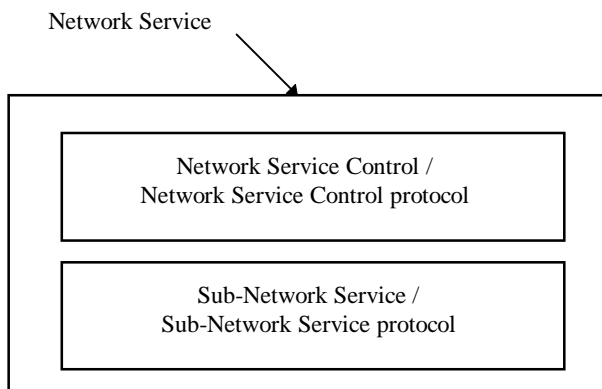 Network Service
Network Service Control /
Network Service Control protocol
Sub-Network Service /
Sub-Network Service protocol